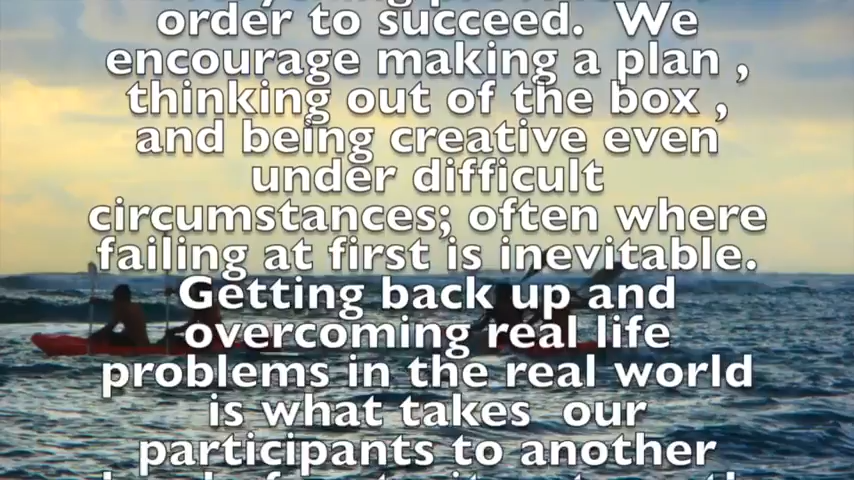 order to succeed. We
encourage making a plan ,
thinking out of the box ,
and being creative even
under difficult
circumstances; often where
failing at first is inevitable.
Getting back up and
overcoming real life
problems in the real world
is what takes our
participants to another